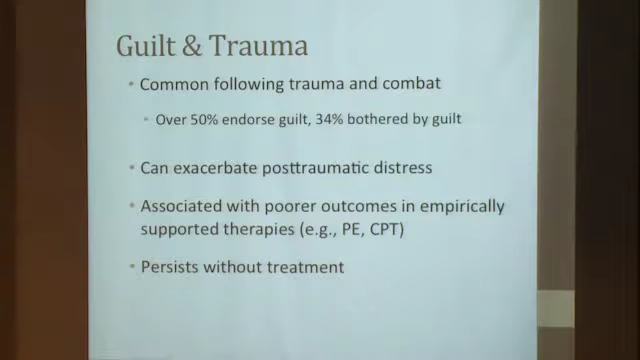 Guilt & Trauma
• Common following trauma and combat
• Over 50% endorse guilt, 34% bothered by guilt
• Can exacerbate posttraumatic distress
• Associated with poorer outcomes in empirically
supported therapies (e.g., PE, CPT)
• Persists without treatment